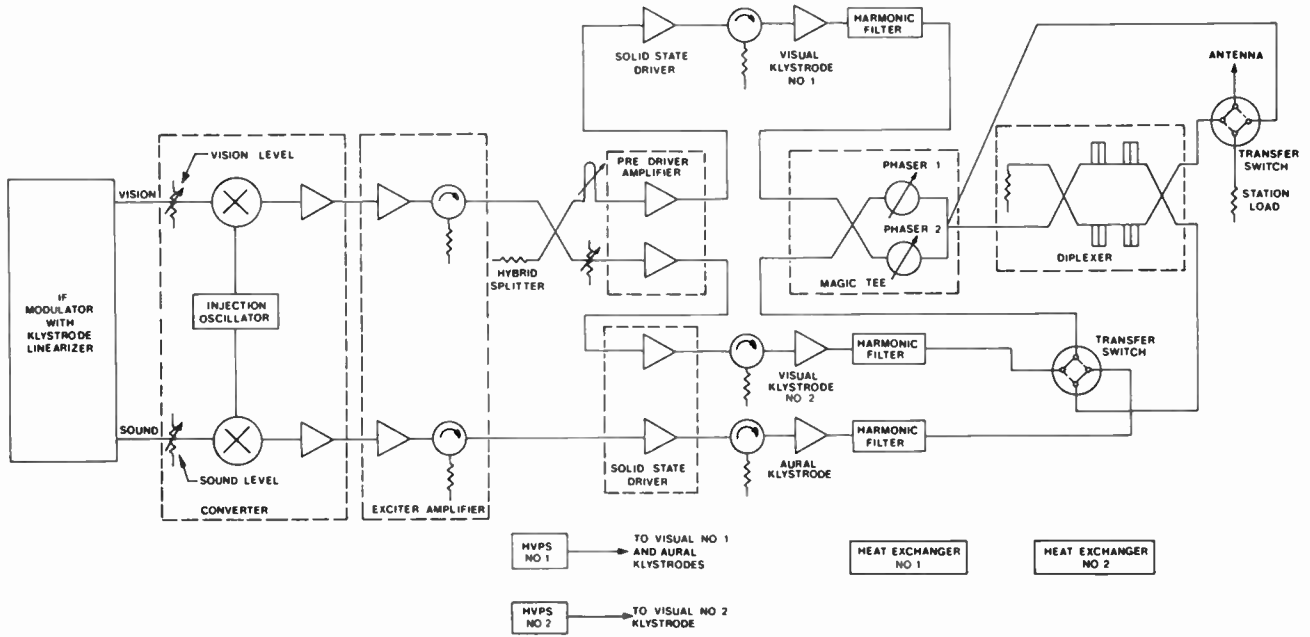 SOLID STATE
DRIVER
VISUAL
KLYSTRODE
NO 1
HARMONIC
FILTER
ANTENNA
TRANSFER
SWITCH
STATION
LOAD
VISION LEVEL
VISION
PRE DRIVER
AMPLIFIER
PHASER 1
PHASER 2
MAGIC TEE
DIPLEXER
HYBRID
SPLITTER
IF
MODULATOR
WITH
KLYSTRODE
LINEARIZER
INJECTION
OSCILLATOR
TRANSFER
SWITCH
HARMONIC
FILTER
VISUAL
KLYSTRODE
NO 2
SOUND
SOUND LEVEL
CONVERTER
EXCITER AMPLIFIER
SOLID STATE
DRIVER
AURAL
KLYSTRODE
HARMONIC
FILTER
HVPS
NO 1
TO VISUAL NO 1
AND AURAL
KLYSTRODES
HEAT EXCHANGER
NO 1
HEAT EXCHANGER
NO 2
HVPS
NO 2
TO VISUAL NO 2
KLYSTRODE